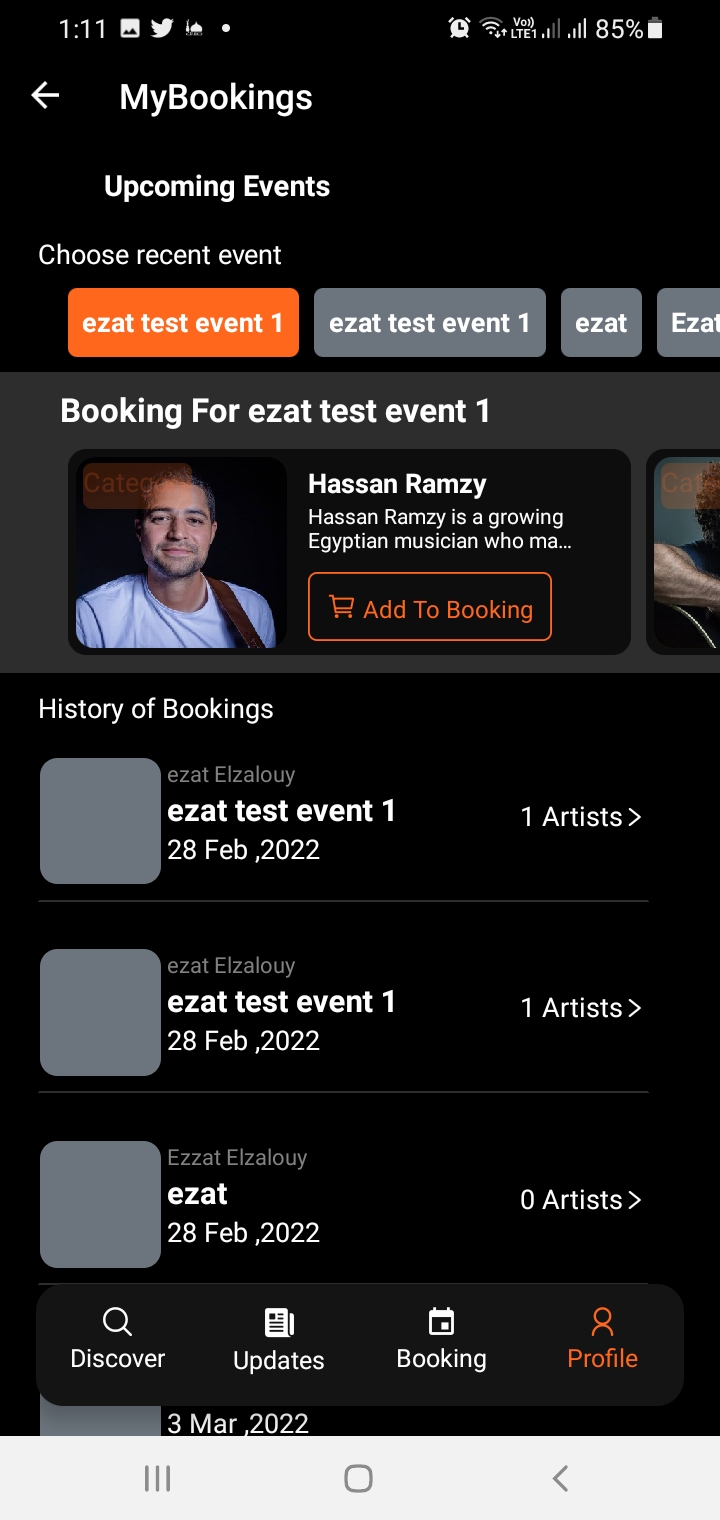 1:11
Vo))
LTE1
85%
MyBookings
Upcoming Events
Choose recent event
ezat test event 1
ezat test event 1
ezat
Ezat
Booking For ezat test event 1
Hassan Ramzy
Hassan Ramzy is a growing
Egyptian musician who ma...
Add To Booking
History of Bookings
ezat Elzalouy
ezat test event 1
28 Feb ,2022
1 Artists
ezat Elzalouy
ezat test event 1
28 Feb ,2022
1 Artists
Ezzat Elzalouy
ezat
28 Feb ,2022
0 Artists
Discover
Updates
Booking
Profile
3 Mar ,2022